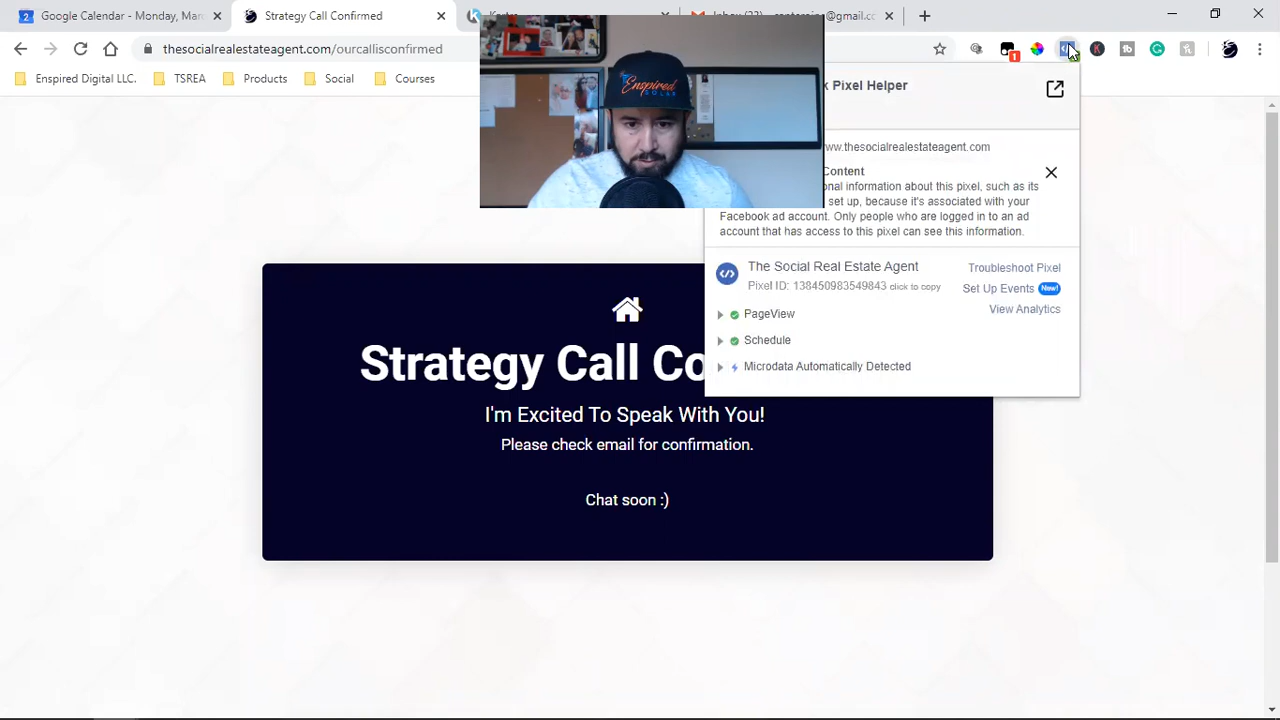 Google Calendar - Monday, Mar
Strategy Call Confirmed
thesocialrealestateagent.com/ourcallisconfirmed
1
Enspired Digital LLC.
TSREA
Products
Social
Courses
Enspired
SOLAR
k Pixel Helper
ww.thesocialrealestateagent.com
Content
onal information about this pixel, such as its
set up, because it's associated with your
Facebook ad account. Only people who are logged in to an ad
account that has access to this pixel can see this information.
The Social Real Estate Agent
Troubleshoot Pixel
Pixel ID: 138450983549843 click to copy
Set Up Events New!
View Analytics
PageView
Schedule
Microdata Automatically Detected
Strategy Call Co
I'm Excited To Speak With You!
Please check email for confirmation.
Chat soon :)